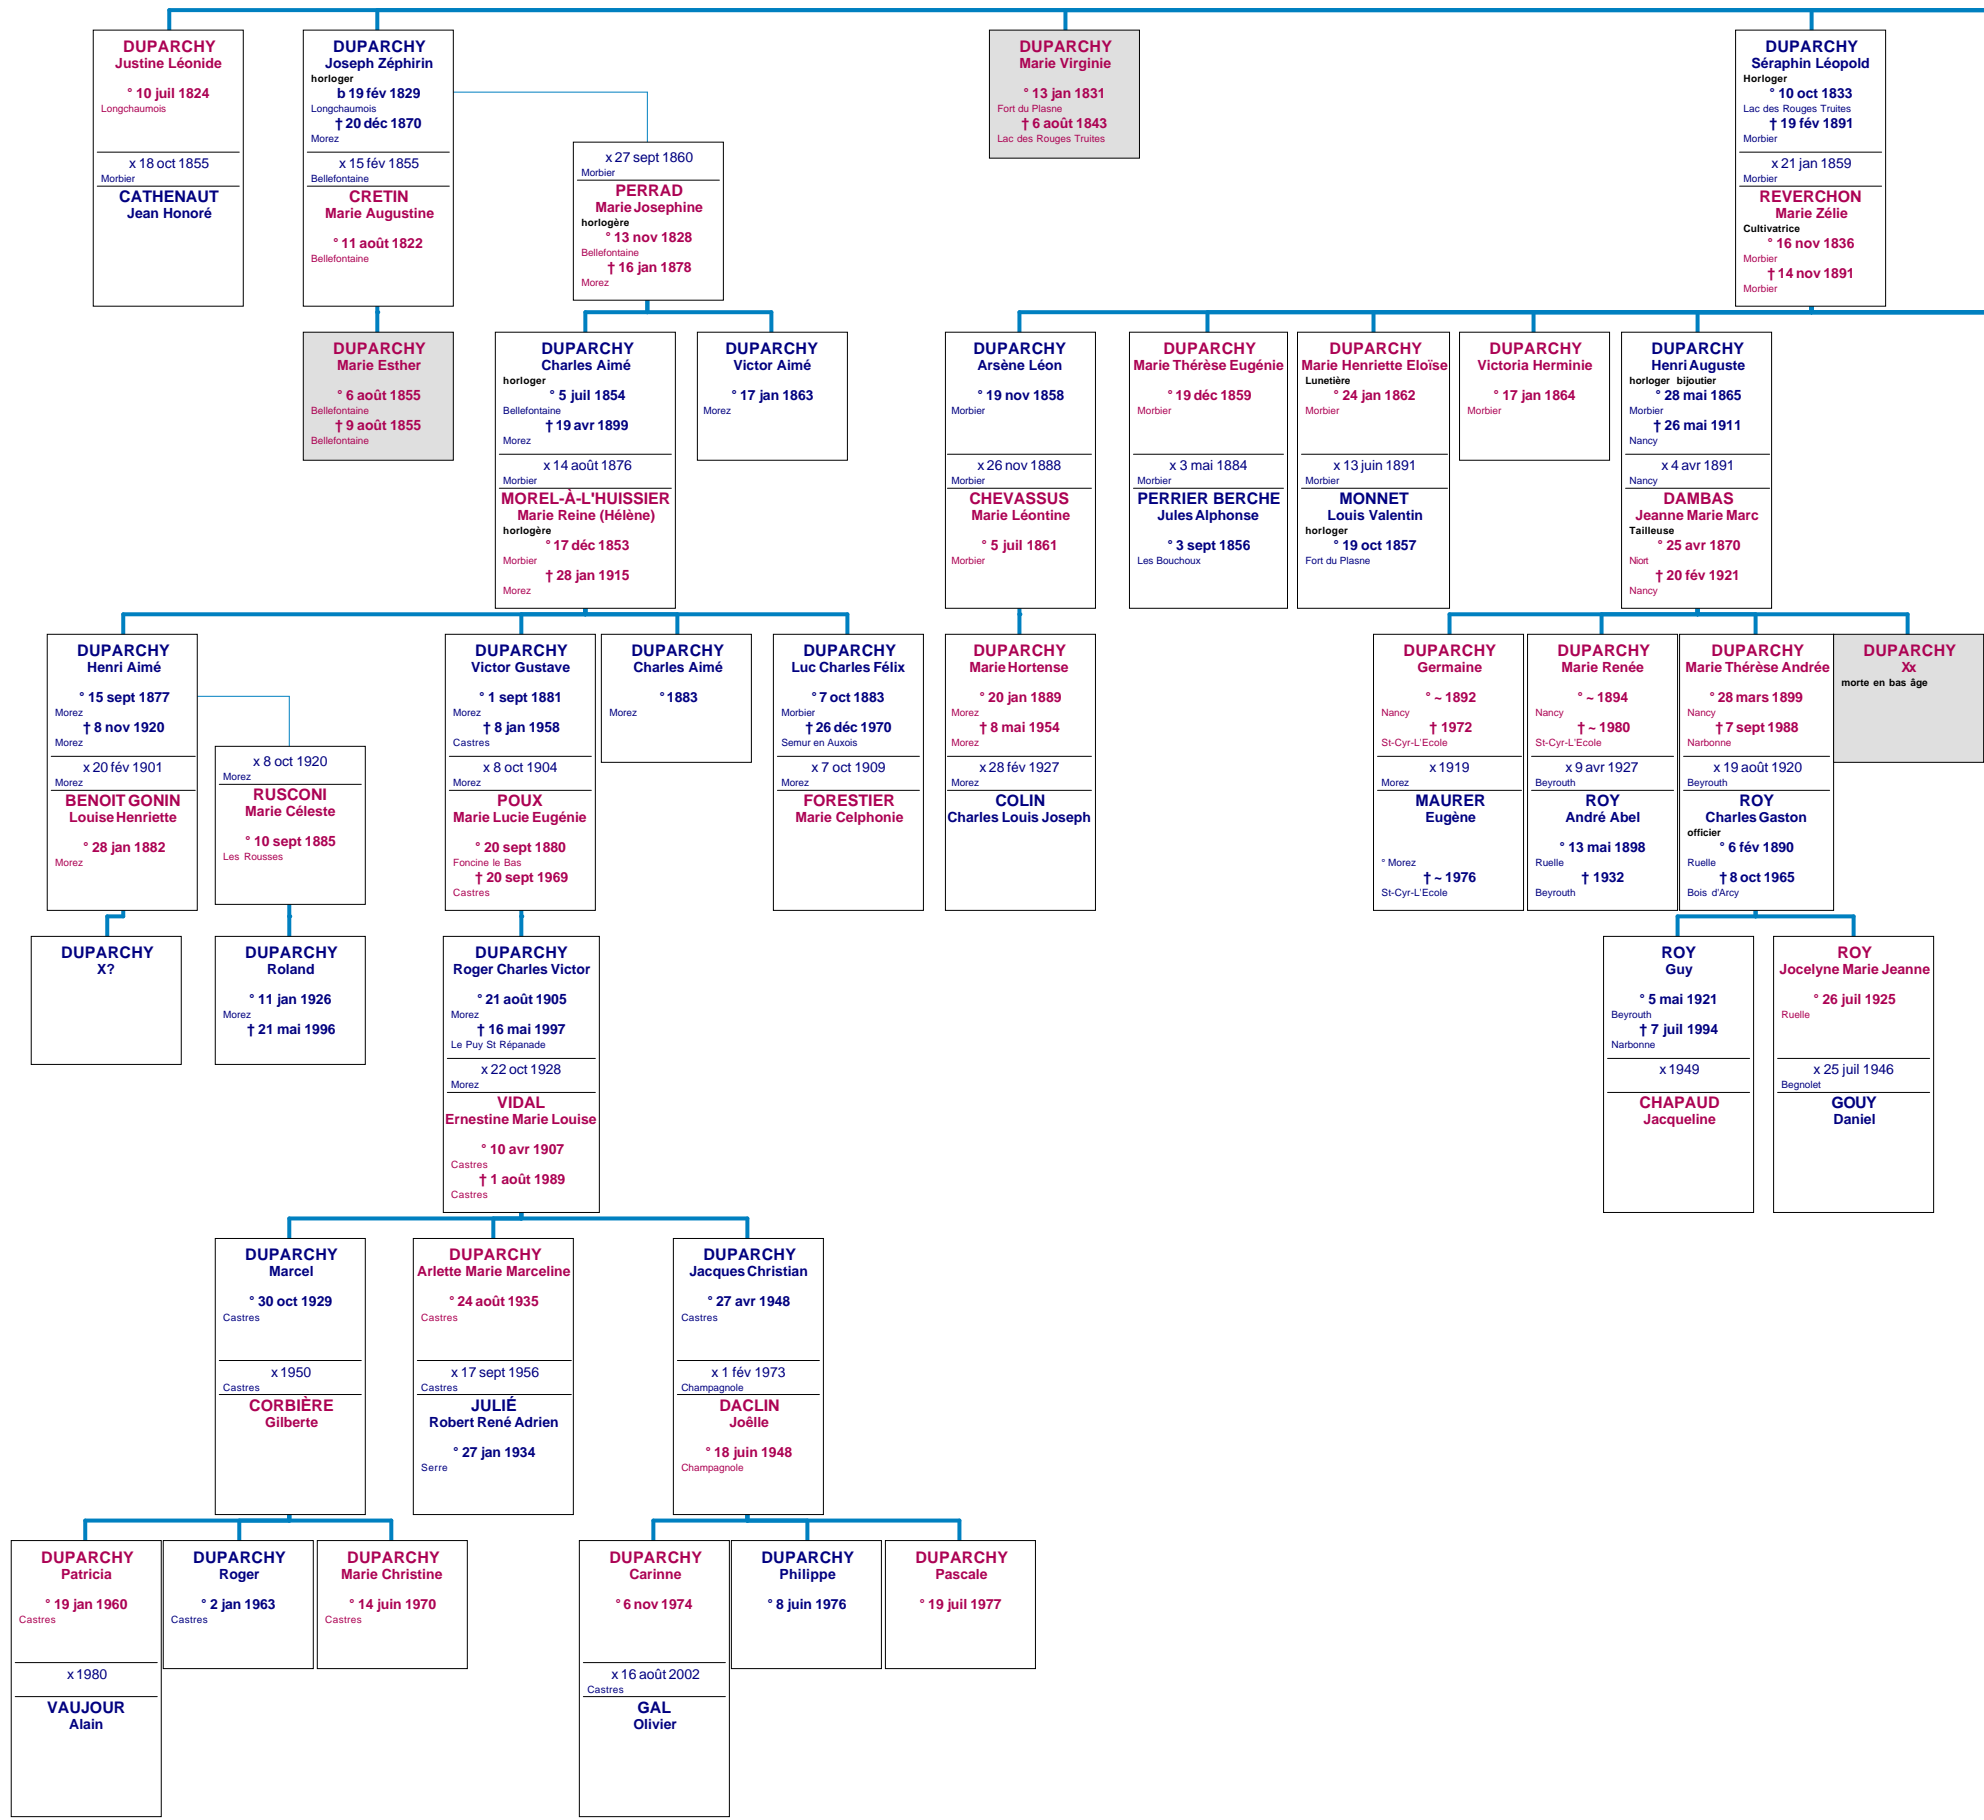 DUPARCHY
Justine Léonide
° 10 juil 1824
Longchaumois
x 18 oct 1855
Morbier
CATHENAUT
Jean Honoré
DUPARCHY
Joseph Zéphirin
horloger
b 19 fév 1829
Longchaumois
† 20 déc 1870
Morez
x 15 fév 1855
Bellefontaine
CRETIN
Marie Augustine
° 11 août 1822
Bellefontaine
x 27 sept 1860
Morbier
PERRAD
Marie Josephine
horlogère
° 13 nov 1828
Bellefontaine
† 16 jan 1878
Morez
DUPARCHY
Marie Virginie
° 13 jan 1831
Fort du Plasne
† 6 août 1843
Lac des Rouges Truites
DUPARCHY
Séraphin Léopold
Horloger
° 10 oct 1833
Lac des Rouges Truites
† 19 fév 1891
Morbier
x 21 jan 1859
Morbier
REVERCHON
Marie Zélie
Cultivatrice
° 16 nov 1836
Morbier
† 14 nov 1891
Morbier
DUPARCHY
Marie Esther
° 6 août 1855
Bellefontaine
† 9 août 1855
Bellefontaine
DUPARCHY
Charles Aimé
horloger
° 5 juil 1854
Bellefontaine
† 19 avr 1899
Morez
x 14 août 1876
Morbier
MOREL-À-L'HUISSIER
Marie Reine (Hélène)
horlogère
° 17 déc 1853
Morbier
† 28 jan 1915
Morez
DUPARCHY
Victor Aimé
° 17 jan 1863
Morez
DUPARCHY
Arsène Léon
° 19 nov 1858
Morbier
x 26 nov 1888
Morbier
CHEVASSUS
Marie Léontine
° 5 juil 1861
Morbier
DUPARCHY
Marie Thérèse Eugénie
° 19 déc 1859
Morbier
x 3 mai 1884
Morbier
PERRIER BERCHE
Jules Alphonse
° 3 sept 1856
Les Bouchoux
DUPARCHY
Marie Henriette Eloïse
Lunetière
° 24 jan 1862
Morbier
x 13 juin 1891
Morbier
MONNET
Louis Valentin
horloger
° 19 oct 1857
Fort du Plasne
DUPARCHY
Victoria Herminie
° 17 jan 1864
Morbier
DUPARCHY
Henri Auguste
horloger bijoutier
° 28 mai 1865
Morbier
† 26 mai 1911
Nancy
x 4 avr 1891
Nancy
DAMBAS
Jeanne Marie Marc
Tailleuse
° 25 avr 1870
Niort
† 20 fév 1921
Nancy
DUPARCHY
Henri Aimé
° 15 sept 1877
Morez
† 8 nov 1920
Morez
x 20 fév 1901
Morez
BENOIT GONIN
Louise Henriette
° 28 jan 1882
Morez
x 8 oct 1920
Morez
RUSCONI
Marie Céleste
° 10 sept 1885
Les Rousses
DUPARCHY
Victor Gustave
° 1 sept 1881
Morez
† 8 jan 1958
Castres
x 8 oct 1904
Morez
POUX
Marie Lucie Eugénie
° 20 sept 1880
Foncine le Bas
† 20 sept 1969
Castres
DUPARCHY
Charles Aimé
° 1883
Morez
DUPARCHY
Luc Charles Félix
° 7 oct 1883
Morbier
† 26 déc 1970
Semur en Auxois
x 7 oct 1909
Morez
FORESTIER
Marie Celphonie
DUPARCHY
Marie Hortense
° 20 jan 1889
Morez
† 8 mai 1954
Morez
x 28 fév 1927
Morez
COLIN
Charles Louis Joseph
DUPARCHY
Germaine
° ~ 1892
Nancy
† 1972
St-Cyr-L'Ecole
x 1919
Morez
MAURER
Eugène
° Morez
† ~ 1976
St-Cyr-L'Ecole
DUPARCHY
Marie Renée
° ~ 1894
Nancy
† ~ 1980
St-Cyr-L'Ecole
x 9 avr 1927
Beyrouth
ROY
André Abel
° 13 mai 1898
Ruelle
† 1932
Beyrouth
DUPARCHY
Marie Thérèse Andrée
° 28 mars 1899
Nancy
† 7 sept 1988
Narbonne
x 19 août 1920
Beyrouth
ROY
Charles Gaston
officier
° 6 fév 1890
Ruelle
† 8 oct 1965
Bois d'Arcy
DUPARCHY
Xx
morte en bas âge
DUPARCHY
X?
DUPARCHY
Roland
° 11 jan 1926
Morez
† 21 mai 1996
DUPARCHY
Roger Charles Victor
° 21 août 1905
Morez
† 16 mai 1997
Le Puy St Répanade
x 22 oct 1928
Morez
VIDAL
Ernestine Marie Louise
° 10 avr 1907
Castres
† 1 août 1989
Castres
ROY
Guy
° 5 mai 1921
Beyrouth
† 7 juil 1994
Narbonne
x 1949
CHAPAUD
Jacqueline
ROY
Jocelyne Marie Jeanne
° 26 juil 1925
Ruelle
x 25 juil 1946
Begnolet
GOUY
Daniel
DUPARCHY
Marcel
° 30 oct 1929
Castres
x 1950
Castres
CORBIÈRE
Gilberte
DUPARCHY
Arlette Marie Marceline
° 24 août 1935
Castres
x 17 sept 1956
Castres
JULIÉ
Robert René Adrien
° 27 jan 1934
Serre
DUPARCHY
Jacques Christian
° 27 avr 1948
Castres
x 1 fév 1973
Champagnole
DACLIN
Joêlle
° 18 juin 1948
Champagnole
DUPARCHY
Patricia
° 19 jan 1960
Castres
x 1980
VAUJOUR
Alain
DUPARCHY
Roger
° 2 jan 1963
Castres
DUPARCHY
Marie Christine
° 14 juin 1970
Castres
DUPARCHY
Carinne
° 6 nov 1974
x 16 août 2002
Castres
GAL
Olivier
DUPARCHY
Philippe
° 8 juin 1976
DUPARCHY
Pascale
° 19 juil 1977